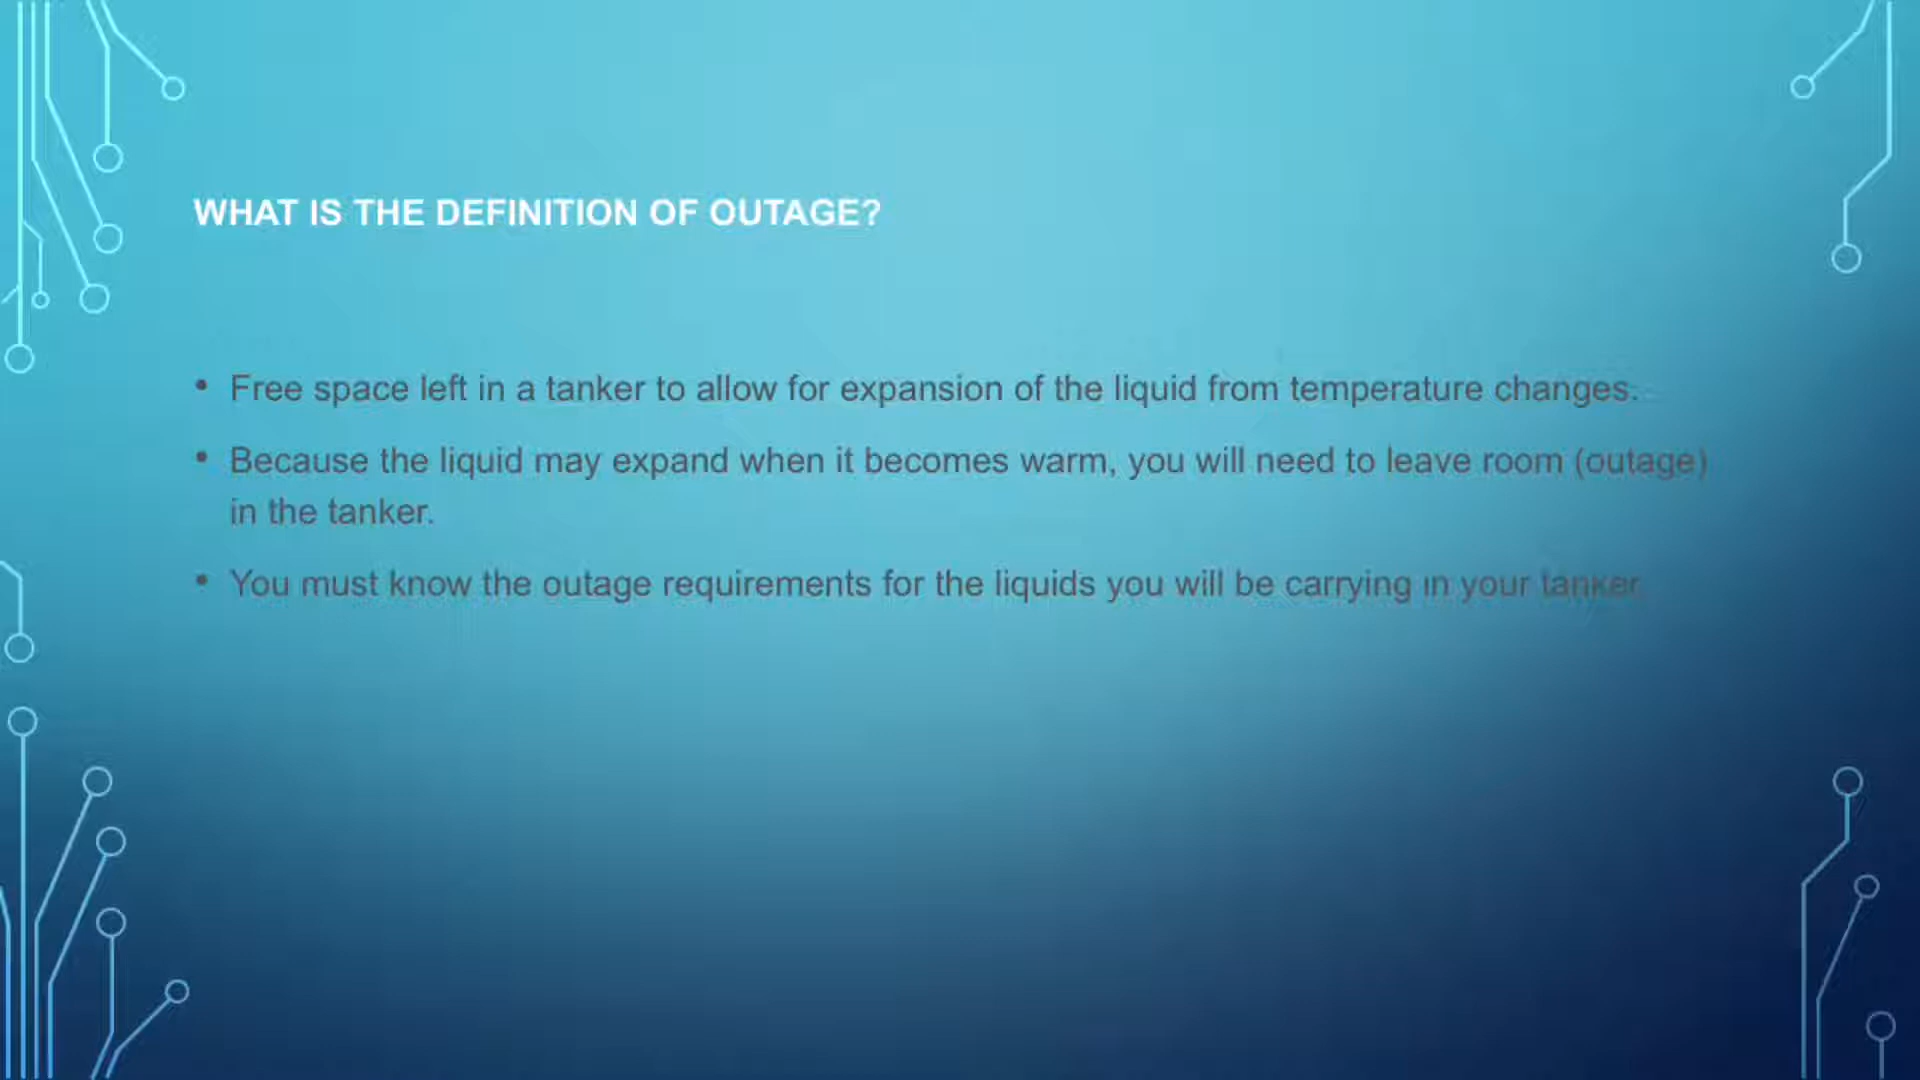 WHAT IS THE DEFINITION OF OUTAGE?
• Free space left in a tanker to allow for expansion of the liquid from temperature changes.
• Because the liquid may expand when it becomes warm, you will need to leave room (outage)
in the tanker.
• You must know the outage requirements for the liquids you will be carrying in your tanker